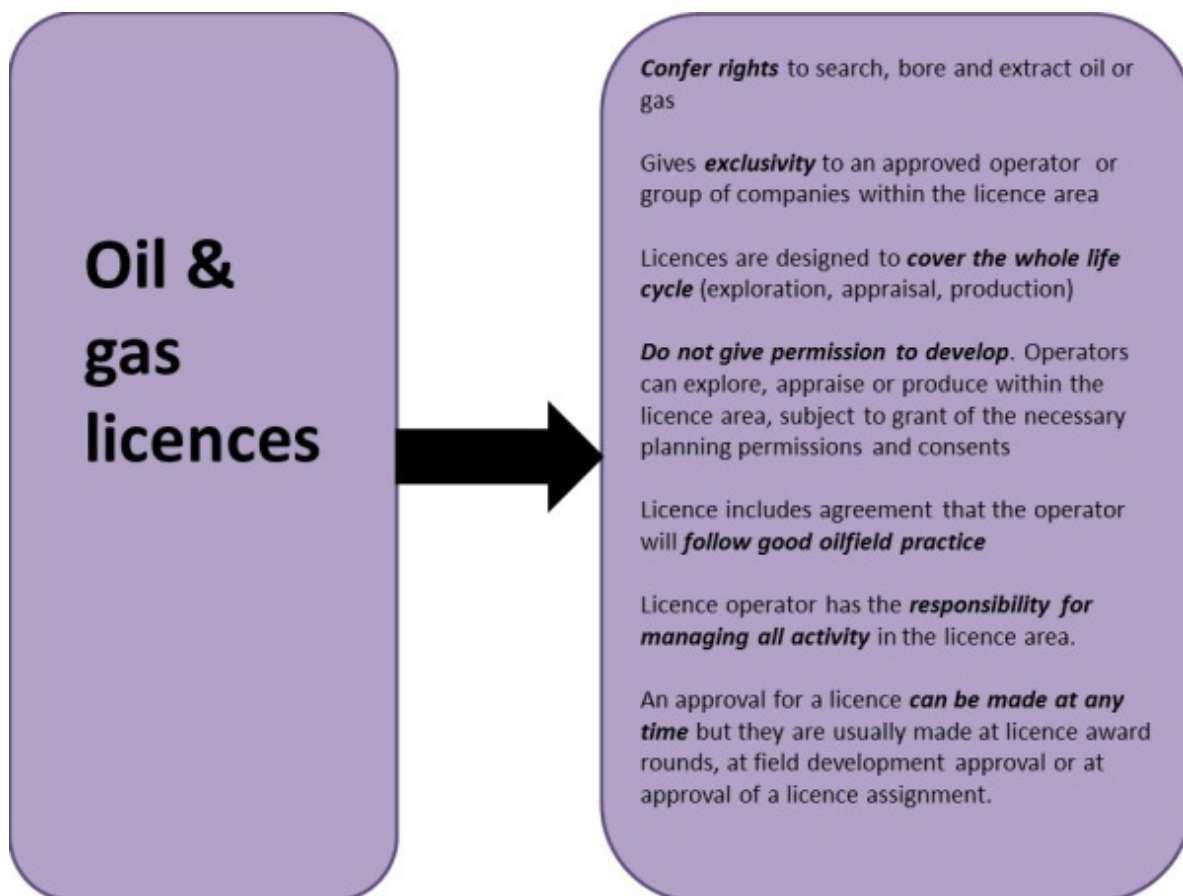 Oil &
gas
licences
Confer rights to search, bore and extract oil or
gas
Gives exclusivity to an approved operator or
group of companies within the licence area
Licences are designed to cover the whole life
cycle (exploration, appraisal, production)
Do not give permission to develop. Operators
can explore, appraise or produce within the
licence area, subject to grant of the necessary
planning permissions and consents
Licence includes agreement that the operator
will follow good oilfield practice
Licence operator has the responsibility for
managing all activity in the licence area.
An approval for a licence can be made at any
time but they are usually made at licence award
rounds, at field development approval or at
approval of a licence assignment.